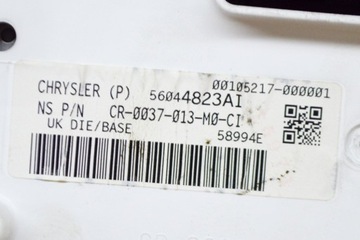 00105217-000001
CHRYSLER (P) 56044823AI
NS P/N CR-0037-013-M0-CI
UK DIE/BASE 58994E